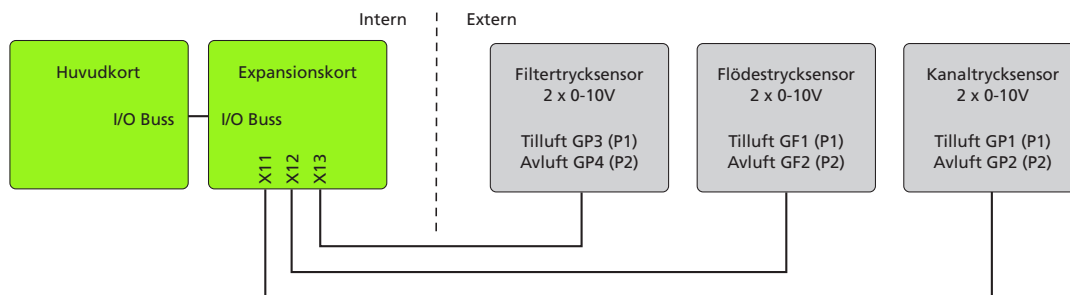 Intern
Extern
Huvudkort
I/O Buss
Expansionskort
I/O Buss
X11
X12
X13
Filtertrycksensor
2 x 0-10V
Tilluft GP3 (P1)
Avluft GP4 (P2)
Flödestrycksensor
2 x 0-10V
Tilluft GF1 (P1)
Avluft GF2 (P2)
Kanaltrycksensor
2 x 0-10V
Tilluft GP1 (P1)
Avluft GP2 (P2)